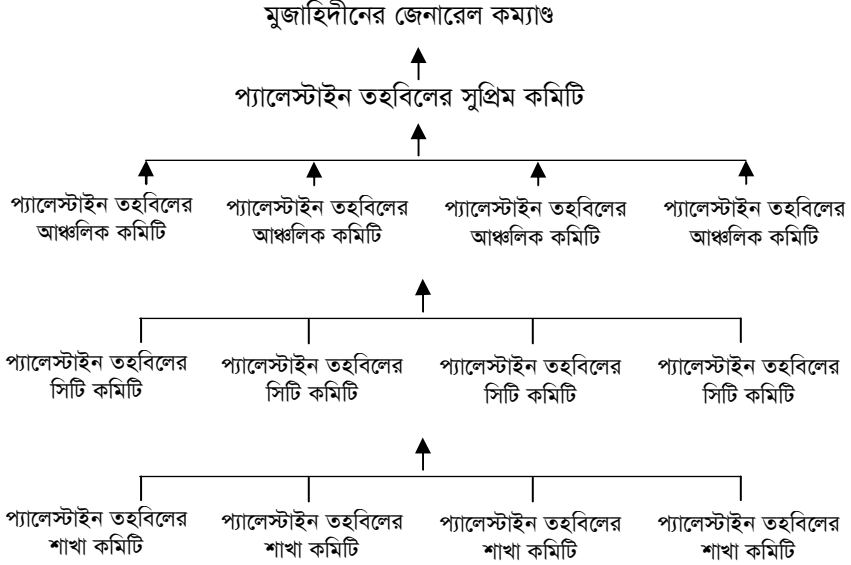 মুজাহিদীনের জেনারেল কম্যাণ্ড
প্যালেস্টাইন তহবিলের সুপ্রিম কমিটি
প্যালেস্টাইন তহবিলের
আঞ্চলিক কমিটি
প্যালেস্টাইন তহবিলের
আঞ্চলিক কমিটি
প্যালেস্টাইন তহবিলের
আঞ্চলিক কমিটি
প্যালেস্টাইন তহবিলের
আঞ্চলিক কমিটি
প্যালেস্টাইন তহবিলের
সিটি কমিটি
প্যালেস্টাইন তহবিলের
সিটি কমিটি
প্যালেস্টাইন তহবিলের
সিটি কমিটি
প্যালেস্টাইন তহবিলের
সিটি কমিটি
প্যালেস্টাইন তহবিলের
শাখা কমিটি
প্যালেস্টাইন তহবিলের
শাখা কমিটি
প্যালেস্টাইন তহবিলের
শাখা কমিটি
প্যালেস্টাইন তহবিলের
শাখা কমিটি